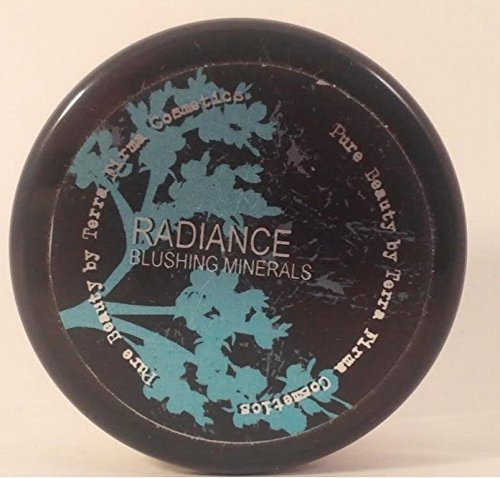 Pure Beauty by Terra Firma Cosmetics
Pure Beauty by Terra Firma Cosmetics
RADIANCE
BLUSHING MINERALS